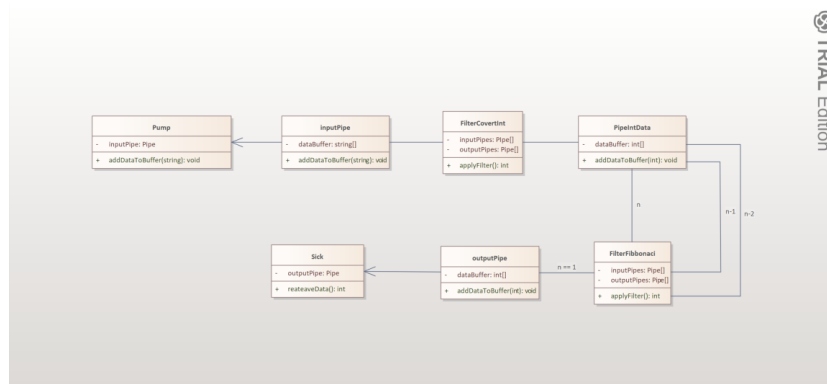 TRIAL Edition
Pump
- inputPipe: Pipe
+ addDataToBuffer(string): void
inputPipe
- dataBuffer: string[]
+ addDataToBuffer(string): void
FilterCovertInt
- inputPipes: PIpe[]
- outputPipes: Pipe[]
+ applyFilter(): int
PipeIntData
- dataBuffer: int[]
+ addDataToBuffer(int): void
n
n-1
n-2
Sick
- outputPipe: Pipe
+ reateaveData(): int
outputPipe
- dataBuffer: int[]
+ addDataToBuffer(int): void
n == 1
FilterFibbonaci
- inputPipes: Pipe[]
- outputPipes: Pipe[]
+ applyFilter(): int